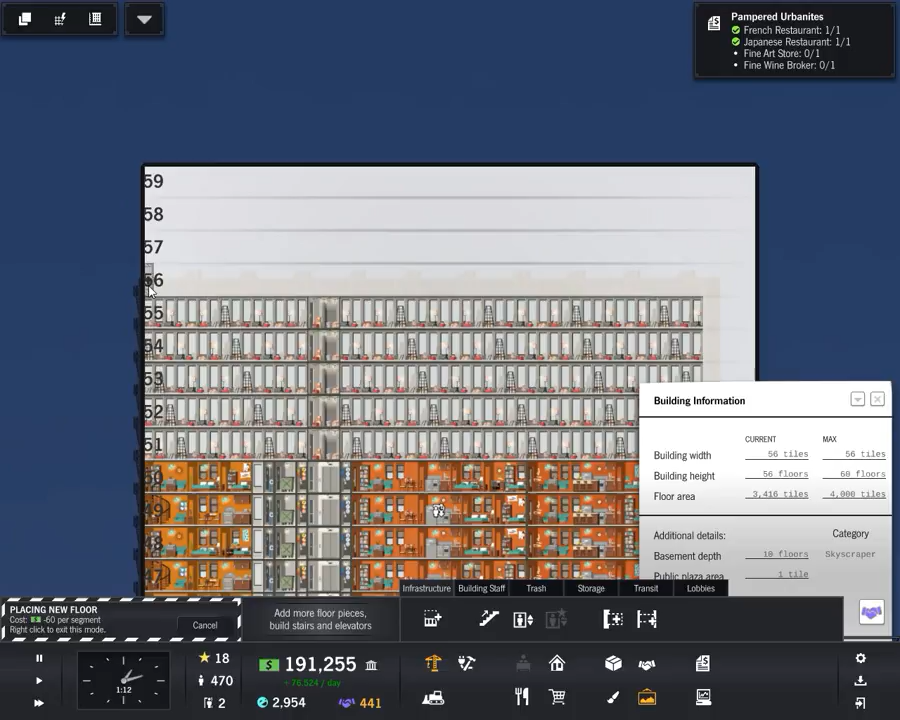 Pampered Urbanites
French Restaurant: 1/1
Japanese Restaurant: 1/1
• Fine Art Store: 0/1
• Fine Wine Broker: 0/1
59
58
57
56
55
54
53
52
51
50
49
48
47
Building Information
CURRENT MAX
Building width 56 tiles 56 tiles
Building height 56 floors 60 floors
Floor area 3,416 tiles 4,000 tiles
Additional details: Category
Basement depth 10 floors Skyscraper
Public plaza area 1 tile
Infrastructure Building Staff Trash Storage Transit Lobbies
PLACING NEW FLOOR
Cost: -60 per segment
Right click to exit this mode.
Cancel
Add more floor pieces,
build stairs and elevators
1:12
18
470
2
191,255
+ 76,524 / day
2,954
441